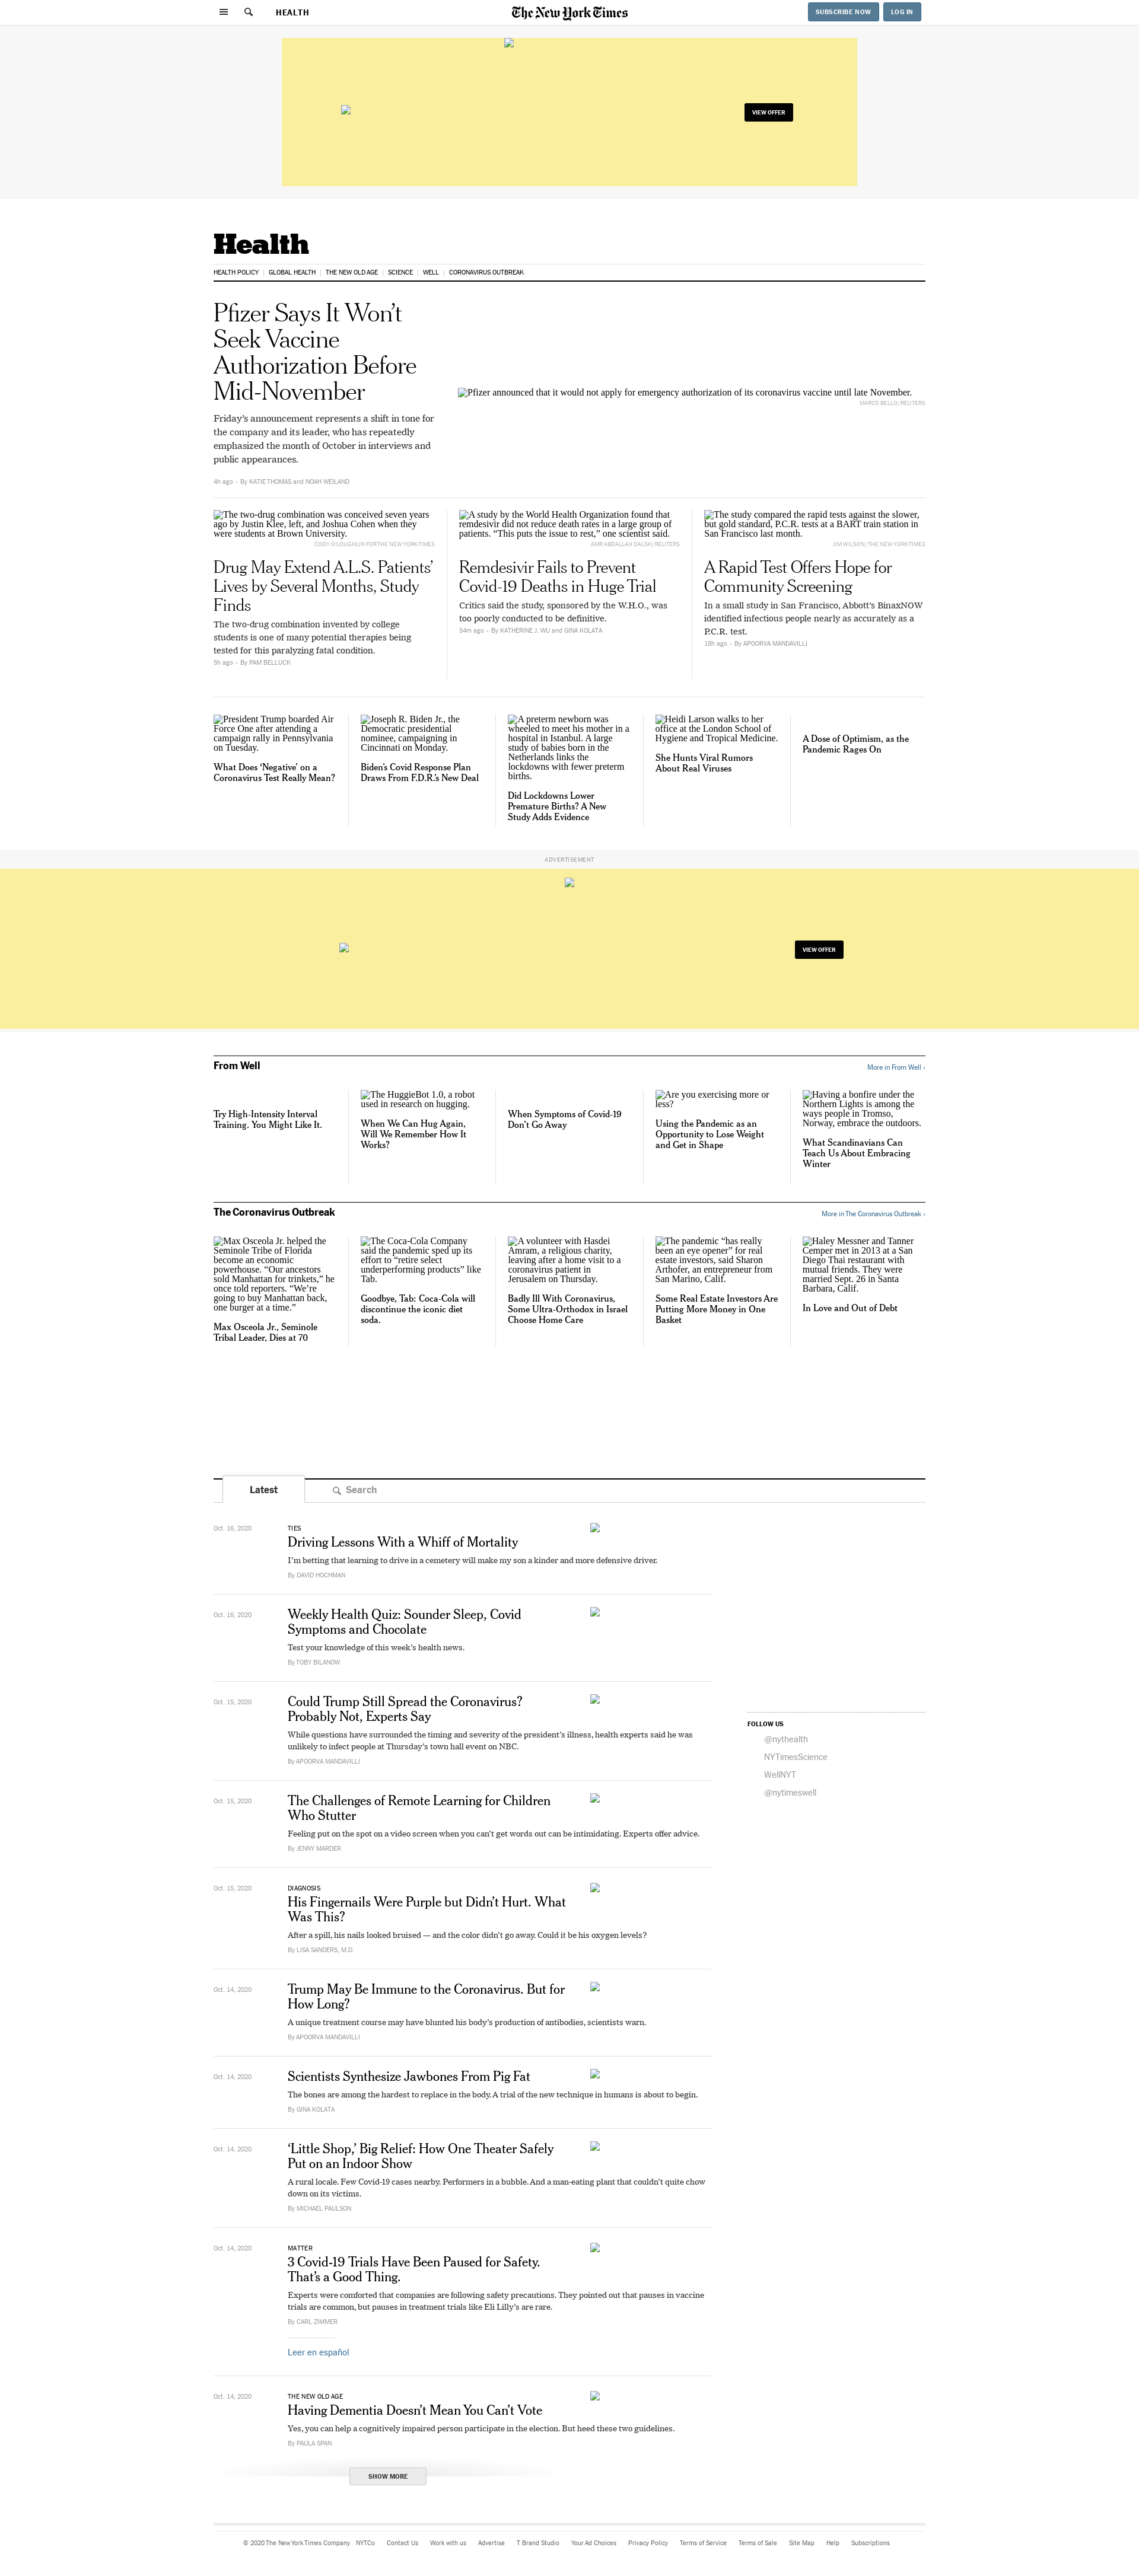 HEALTH
The New York Times
SUBSCRIBE NOW
LOG IN
VIEW OFFER
Health
HEALTH POLICY
GLOBAL HEALTH
THE NEW OLD AGE
SCIENCE
WELL
CORONAVIRUS OUTBREAK
Pfizer Says It Won’t
Seek Vaccine
Authorization Before
Mid-November
Friday’s announcement represents a shift in tone for
the company and its leader, who has repeatedly
emphasized the month of October in interviews and
public appearances.
4h ago • By KATIE THOMAS and NOAH WEILAND
Pfizer announced that it would not apply for emergency authorization of its coronavirus vaccine until late November.
MARCO BELLO/REUTERS
The two-drug combination was conceived seven years
ago by Justin Klee, left, and Joshua Cohen when they
were students at Brown University.
CODY O’LOUGHLIN FOR THE NEW YORK TIMES
Drug May Extend A.L.S. Patients’
Lives by Several Months, Study
Finds
The two-drug combination invented by college
students is one of many potential therapies being
tested for this paralyzing fatal condition.
5h ago • By PAM BELLUCK
A study by the World Health Organization found that
remdesivir did not reduce death rates in a large group of
patients. “This puts the issue to rest,” one scientist said.
AMR ABDALLAH DALSH/REUTERS
Remdesivir Fails to Prevent
Covid-19 Deaths in Huge Trial
Critics said the study, sponsored by the W.H.O., was
too poorly conducted to be definitive.
54m ago • By KATHERINE J. WU and GINA KOLATA
The study compared the rapid tests against the slower,
but gold standard, P.C.R. tests at a BART train station in
San Francisco last month.
JIM WILSON/THE NEW YORK TIMES
A Rapid Test Offers Hope for
Community Screening
In a small study in San Francisco, Abbott’s BinaxNOW
identified infectious people nearly as accurately as a
P.C.R. test.
18h ago • By APOORVA MANDAVILLI
President Trump boarded Air
Force One after attending a
campaign rally in Pennsylvania
on Tuesday.
What Does ‘Negative’ on a
Coronavirus Test Really Mean?
Joseph R. Biden Jr., the
Democratic presidential
nominee, campaigning in
Cincinnati on Monday.
Biden’s Covid Response Plan
Draws From F.D.R.’s New Deal
A preterm newborn was
wheeled to meet his mother in a
hospital in Istanbul. A large
study of babies born in the
Netherlands links the
lockdowns with fewer preterm
births.
Did Lockdowns Lower
Premature Births? A New
Study Adds Evidence
Heidi Larson walks to her
office at the London School of
Hygiene and Tropical Medicine.
She Hunts Viral Rumors
About Real Viruses
A Dose of Optimism, as the
Pandemic Rages On
ADVERTISEMENT
VIEW OFFER
From Well
More in From Well ›
Try High-Intensity Interval
Training. You Might Like It.
The HuggieBot 1.0, a robot
used in research on hugging.
When We Can Hug Again,
Will We Remember How It
Works?
When Symptoms of Covid-19
Don’t Go Away
Are you exercising more or
less?
Using the Pandemic as an
Opportunity to Lose Weight
and Get in Shape
Having a bonfire under the
Northern Lights is among the
ways people in Tromso,
Norway, embrace the outdoors.
What Scandinavians Can
Teach Us About Embracing
Winter
The Coronavirus Outbreak
More in The Coronavirus Outbreak ›
Max Osceola Jr. helped the
Seminole Tribe of Florida
become an economic
powerhouse. “Our ancestors
sold Manhattan for trinkets,” he
once told reporters. “We’re
going to buy Manhattan back,
one burger at a time.”
Max Osceola Jr., Seminole
Tribal Leader, Dies at 70
The Coca-Cola Company
said the pandemic sped up its
effort to “retire select
underperforming products” like
Tab.
Goodbye, Tab: Coca-Cola will
discontinue the iconic diet
soda.
A volunteer with Hasdei
Amram, a religious charity,
leaving after a home visit to a
coronavirus patient in
Jerusalem on Thursday.
Badly Ill With Coronavirus,
Some Ultra-Orthodox in Israel
Choose Home Care
The pandemic “has really
been an eye opener” for real
estate investors, said Sharon
Arthofer, an entrepreneur from
San Marino, Calif.
Some Real Estate Investors Are
Putting More Money in One
Basket
Haley Messner and Tanner
Cemper met in 2013 at a San
Diego Thai restaurant with
mutual friends. They were
married Sept. 26 in Santa
Barbara, Calif.
In Love and Out of Debt
Latest
Search
Oct. 16, 2020
TIES
Driving Lessons With a Whiff of Mortality
I’m betting that learning to drive in a cemetery will make my son a kinder and more defensive driver.
By DAVID HOCHMAN
Oct. 16, 2020
Weekly Health Quiz: Sounder Sleep, Covid
Symptoms and Chocolate
Test your knowledge of this week’s health news.
By TOBY BILANOW
Oct. 15, 2020
Could Trump Still Spread the Coronavirus?
Probably Not, Experts Say
While questions have surrounded the timing and severity of the president’s illness, health experts said he was
unlikely to infect people at Thursday’s town hall event on NBC.
By APOORVA MANDAVILLI
FOLLOW US
@nythealth
NYTimesScience
WellNYT
@nytimeswell
Oct. 15, 2020
The Challenges of Remote Learning for Children
Who Stutter
Feeling put on the spot on a video screen when you can’t get words out can be intimidating. Experts offer advice.
By JENNY MARDER
Oct. 15, 2020
DIAGNOSIS
His Fingernails Were Purple but Didn’t Hurt. What
Was This?
After a spill, his nails looked bruised — and the color didn’t go away. Could it be his oxygen levels?
By LISA SANDERS, M.D.
Oct. 14, 2020
Trump May Be Immune to the Coronavirus. But for
How Long?
A unique treatment course may have blunted his body’s production of antibodies, scientists warn.
By APOORVA MANDAVILLI
Oct. 14, 2020
Scientists Synthesize Jawbones From Pig Fat
The bones are among the hardest to replace in the body. A trial of the new technique in humans is about to begin.
By GINA KOLATA
Oct. 14, 2020
‘Little Shop,’ Big Relief: How One Theater Safely
Put on an Indoor Show
A rural locale. Few Covid-19 cases nearby. Performers in a bubble. And a man-eating plant that couldn’t quite chow
down on its victims.
By MICHAEL PAULSON
Oct. 14, 2020
MATTER
3 Covid-19 Trials Have Been Paused for Safety.
That’s a Good Thing.
Experts were comforted that companies are following safety precautions. They pointed out that pauses in vaccine
trials are common, but pauses in treatment trials like Eli Lilly’s are rare.
By CARL ZIMMER
Leer en español
Oct. 14, 2020
THE NEW OLD AGE
Having Dementia Doesn’t Mean You Can’t Vote
Yes, you can help a cognitively impaired person participate in the election. But heed these two guidelines.
By PAULA SPAN
SHOW MORE
© 2020 The New York Times Company
NYTCo
Contact Us
Work with us
Advertise
T Brand Studio
Your Ad Choices
Privacy Policy
Terms of Service
Terms of Sale
Site Map
Help
Subscriptions